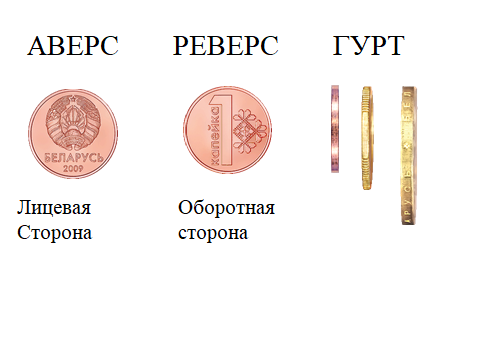 АВЕРС
РЕВЕРС
ГУРТ
БЕЛАРУСЬ
2009
1
капейка
Лицевая
Сторона
Оборотная
сторона